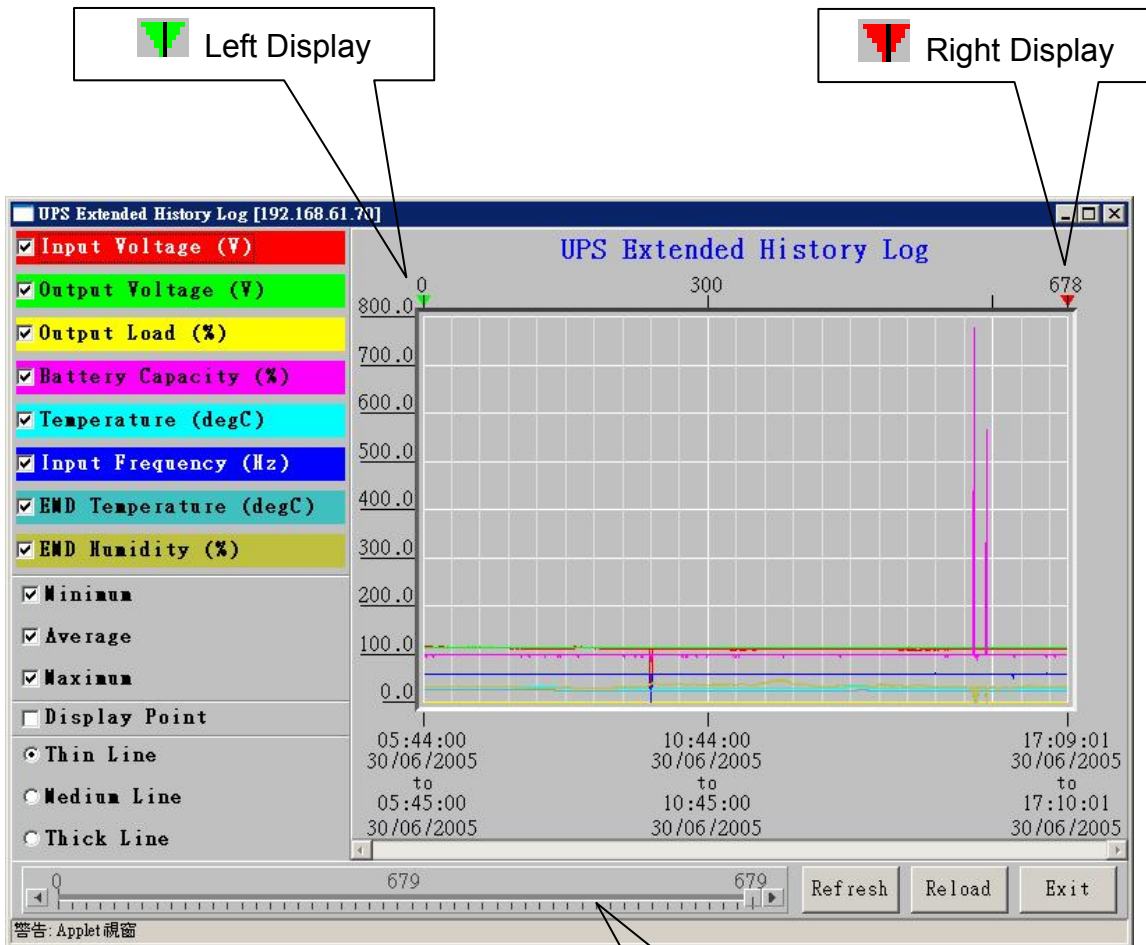 Left Display
Right Display
UPS Extended History Log [192.168.61.70]
Input Voltage (V)
Output Voltage (V)
Output Load (%)
Battery Capacity (%)
Temperature (degC)
Input Frequency (Hz)
EMD Temperature (degC)
EMD Humidity (%)
Minimum
Average
Maximum
Display Point
Thin Line
Medium Line
Thick Line
UPS Extended History Log
0 300 678
800.0
700.0
600.0
500.0
400.0
300.0
200.0
100.0
0.0
05:44:00 10:44:00 17:09:01
30/06/2005 30/06/2005 30/06/2005
to to to
05:45:00 10:45:00 17:10:01
30/06/2005 30/06/2005 30/06/2005
0 679 679
Refresh Reload Exit
警告: Applet 視窗